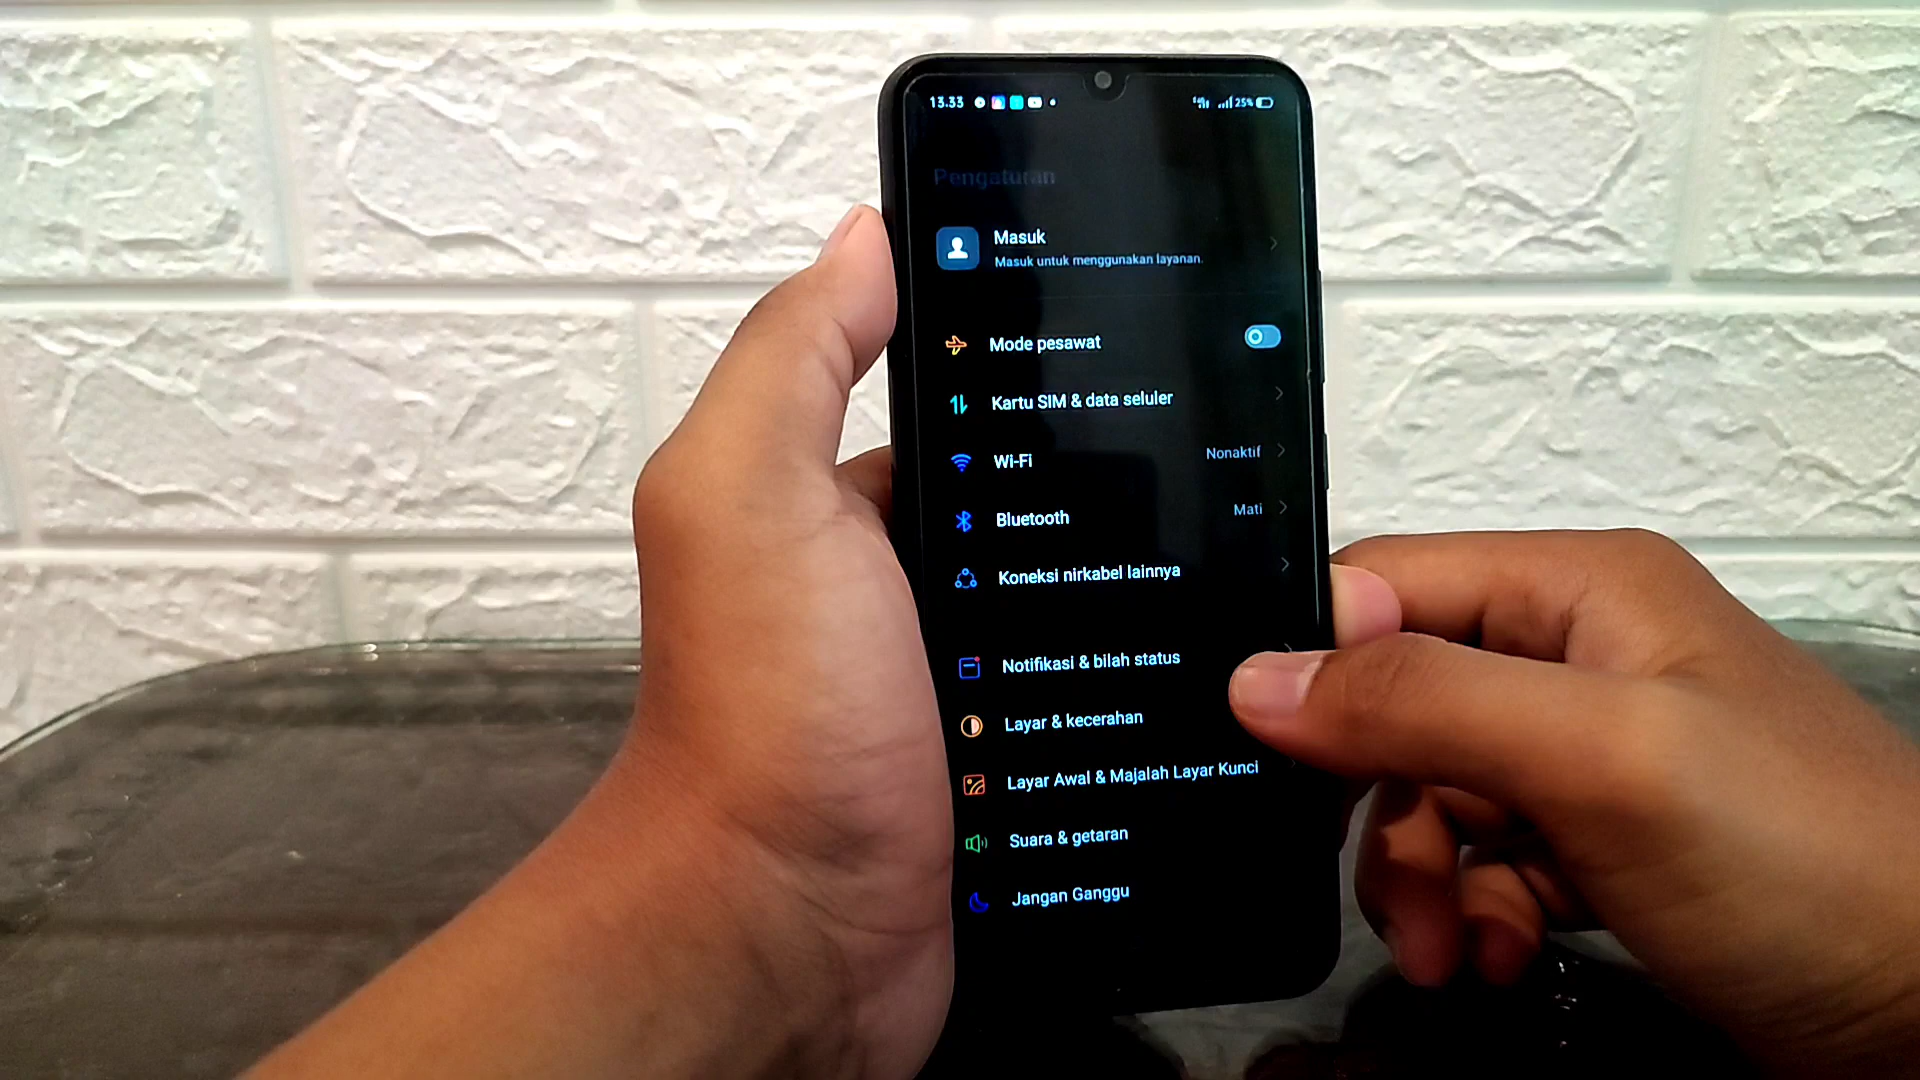 13.33 25%
Pengaturan
Masuk
Masuk untuk menggunakan layanan.
Mode pesawat
Kartu SIM & data seluler
Wi-Fi Nonaktif
Bluetooth Mati
Koneksi nirkabel lainnya
Notifikasi & bilah status
Layar & kecerahan
Layar Awal & Majalah Layar Kunci
Suara & getaran
Jangan Ganggu